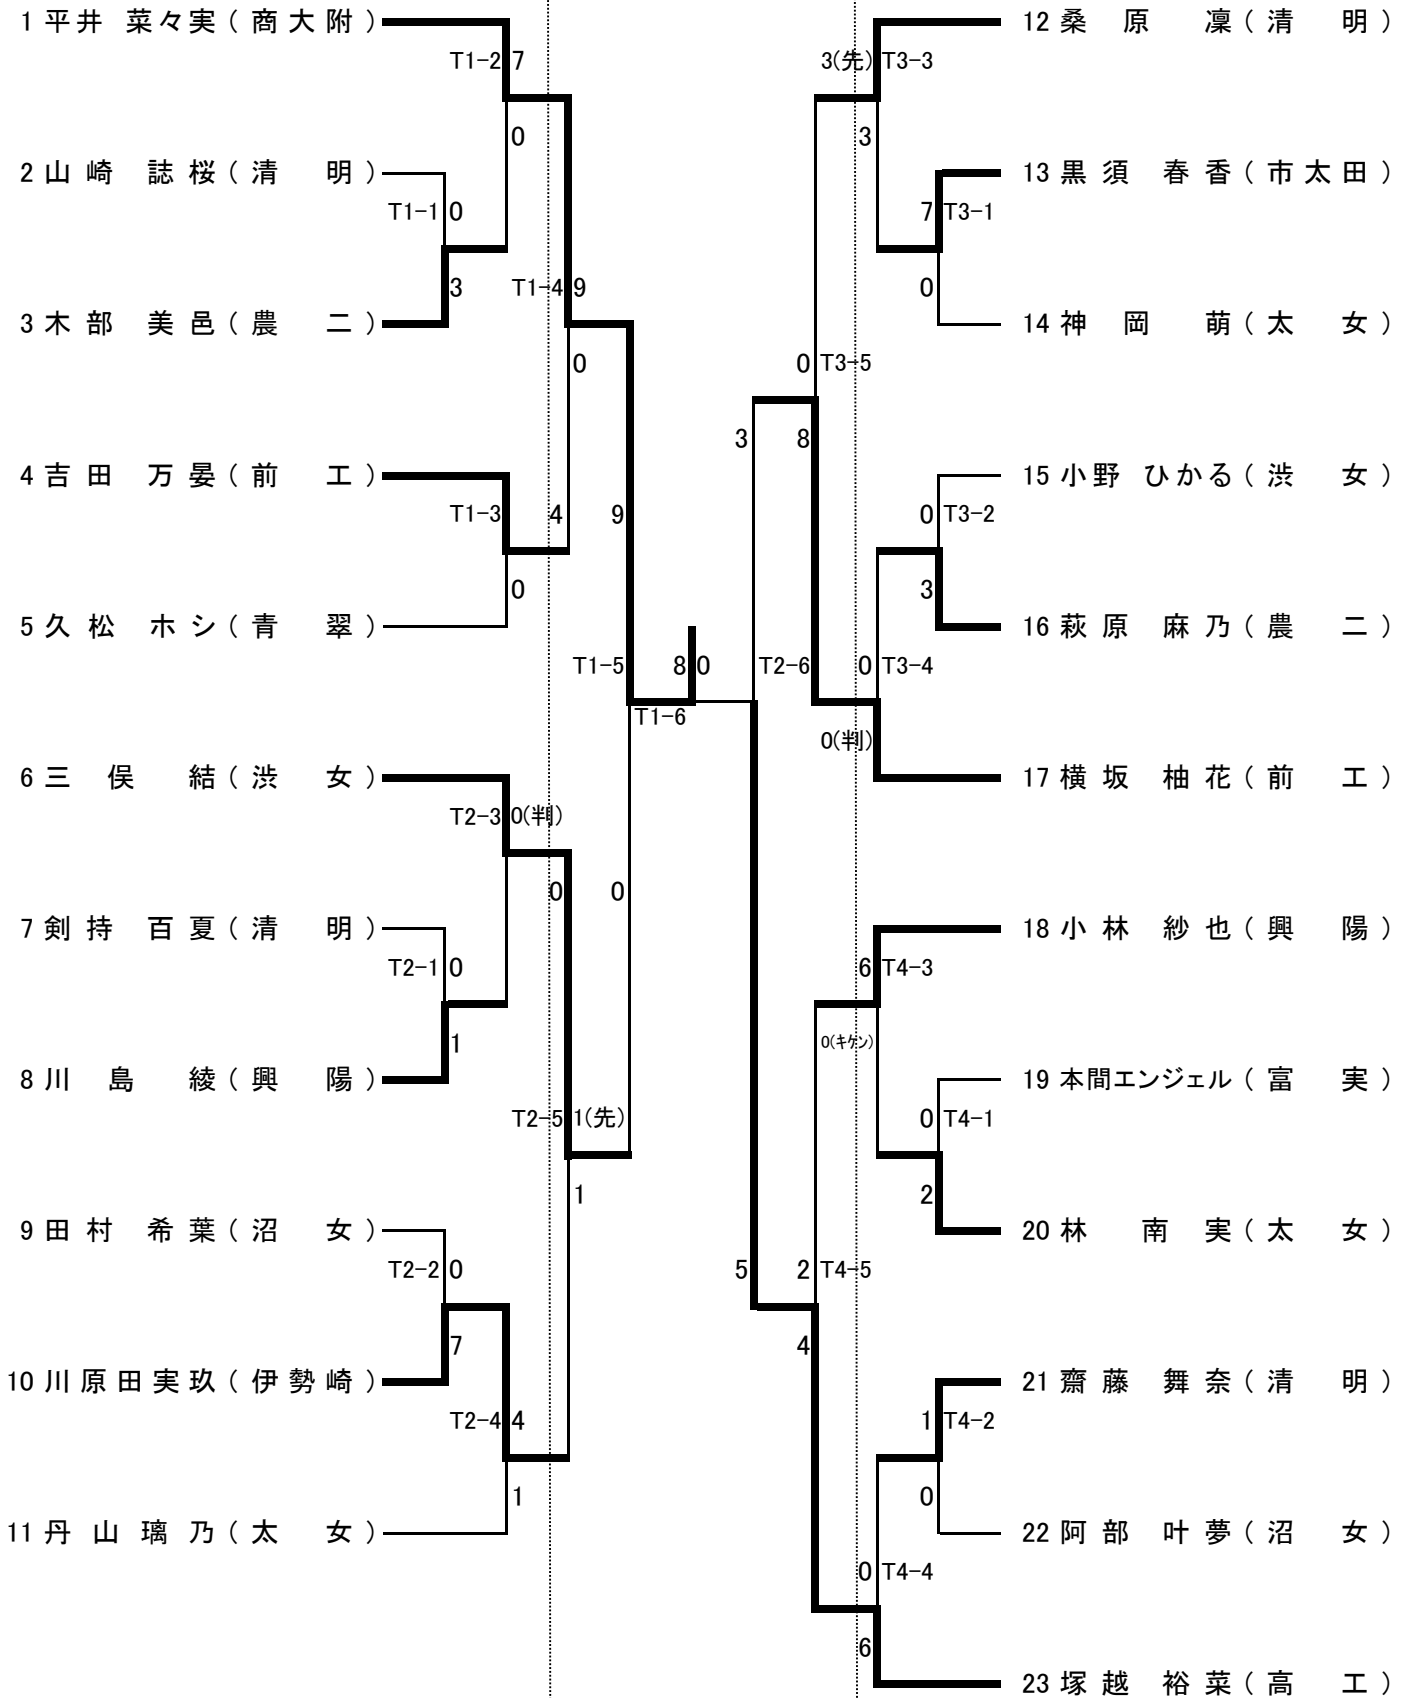 1 平井 菜々実 ( 商 大 附 )
T1-2 7
0
2 山 崎 誌 桜 ( 清 明 )
T1-1 0
3
3 木 部 美 邑 ( 農 二 )
T1-4 9
0
4 吉 田 万 晏 ( 前 工 )
T1-3 4
0
5 久 松 ホ シ ( 青 翠 )
9
T1-5
8 0
T1-6
6 三 俣 結 ( 渋 女 )
T2-3 0(判)
0 0
7 剣 持 百 夏 ( 清 明 )
T2-1 0
1
8 川 島 綾 ( 興 陽 )
T2-5 1(先)
1
9 田 村 希 葉 ( 沼 女 )
T2-2 0
7
10 川 原 田 実 玖 ( 伊 勢 崎 )
T2-4 4
1
11 丹 山 璃 乃 ( 太 女 )
12 桑 原 凜 ( 清 明 )
3(先) T3-3
3
13 黒 須 春 香 ( 市 太 田 )
7 T3-1
0
14 神 岡 萌 ( 太 女 )
0 T3-5
3 8
15 小野 ひかる ( 渋 女 )
0 T3-2
3
16 萩 原 麻 乃 ( 農 二 )
T2-6
0 T3-4
0(判)
17 横 坂 柚 花 ( 前 工 )
18 小 林 紗 也 ( 興 陽 )
6 T4-3
0(キケン)
19 本間エンジェル ( 富 実 )
0 T4-1
2
20 林 南 実 ( 太 女 )
5 2 T4-5
4
21 齋 藤 舞 奈 ( 清 明 )
1 T4-2
0
22 阿 部 叶 夢 ( 沼 女 )
0 T4-4
6
23 塚 越 裕 菜 ( 高 工 )